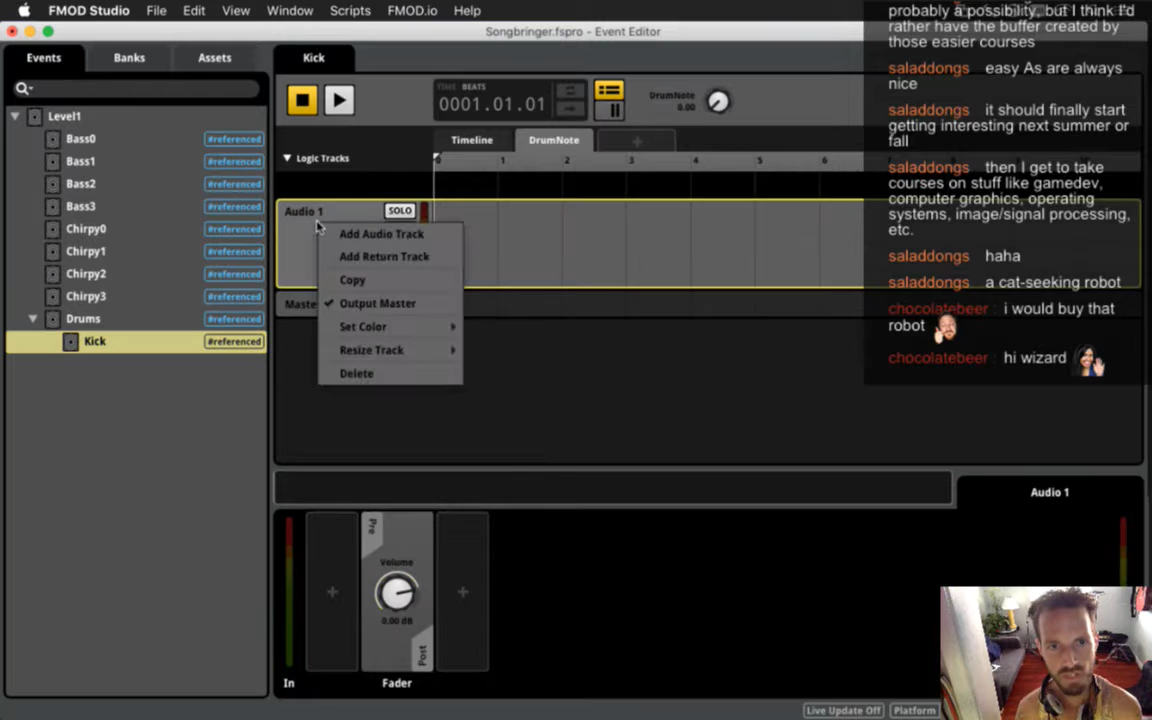 FMOD Studio File Edit View Window Scripts FMOD.io Help
Songbringer.fspro - Event Editor
Events Banks Assets
Kick
TIME BEATS
0001.01.01
DrumNote
0.00
Timeline DrumNote +
Logic Tracks
0 1 2 3 4 5 6
Level1
Bass0 #referenced
Bass1 #referenced
Bass2 #referenced
Bass3 #referenced
Chirpy0 #referenced
Chirpy1 #referenced
Chirpy2 #referenced
Chirpy3 #referenced
Drums #referenced
Kick #referenced
Audio 1 SOLO
Maste
Add Audio Track
Add Return Track
Copy
Output Master
Set Color
Resize Track
Delete
Audio 1
Pre
Volume
0.00 dB
Post
In Fader
Live Update Off Platform
probably a possibility, but I think I'd
rather have the buffer created by
those easier courses
saladdongs easy As are always
nice
saladdongs it should finally start
getting interesting next summer or
fall
saladdongs then I get to take
courses on stuff like gamedev,
computer graphics, operating
systems, image/signal processing,
etc.
saladdongs haha
saladdongs a cat-seeking robot
chocolatebeer : i would buy that
robot
chocolatebeer : hi wizard